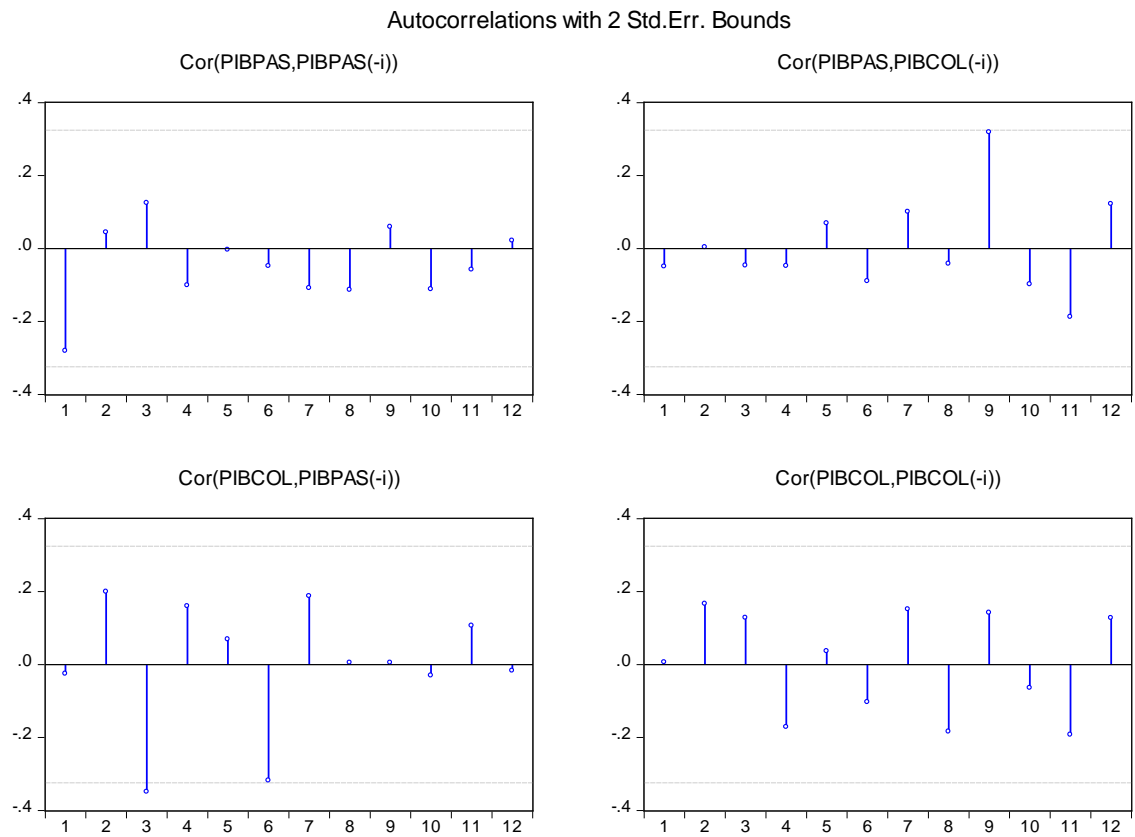 Autocorrelations with 2 Std.Err. Bounds
Cor(PIBPAS,PIBPAS(-i))
.4
.2
.0
-.2
-.4
1 2 3 4 5 6 7 8 9 10 11 12
Cor(PIBPAS,PIBCOL(-i))
.4
.2
.0
-.2
-.4
1 2 3 4 5 6 7 8 9 10 11 12
Cor(PIBCOL,PIBPAS(-i))
.4
.2
.0
-.2
-.4
1 2 3 4 5 6 7 8 9 10 11 12
Cor(PIBCOL,PIBCOL(-i))
.4
.2
.0
-.2
-.4
1 2 3 4 5 6 7 8 9 10 11 12